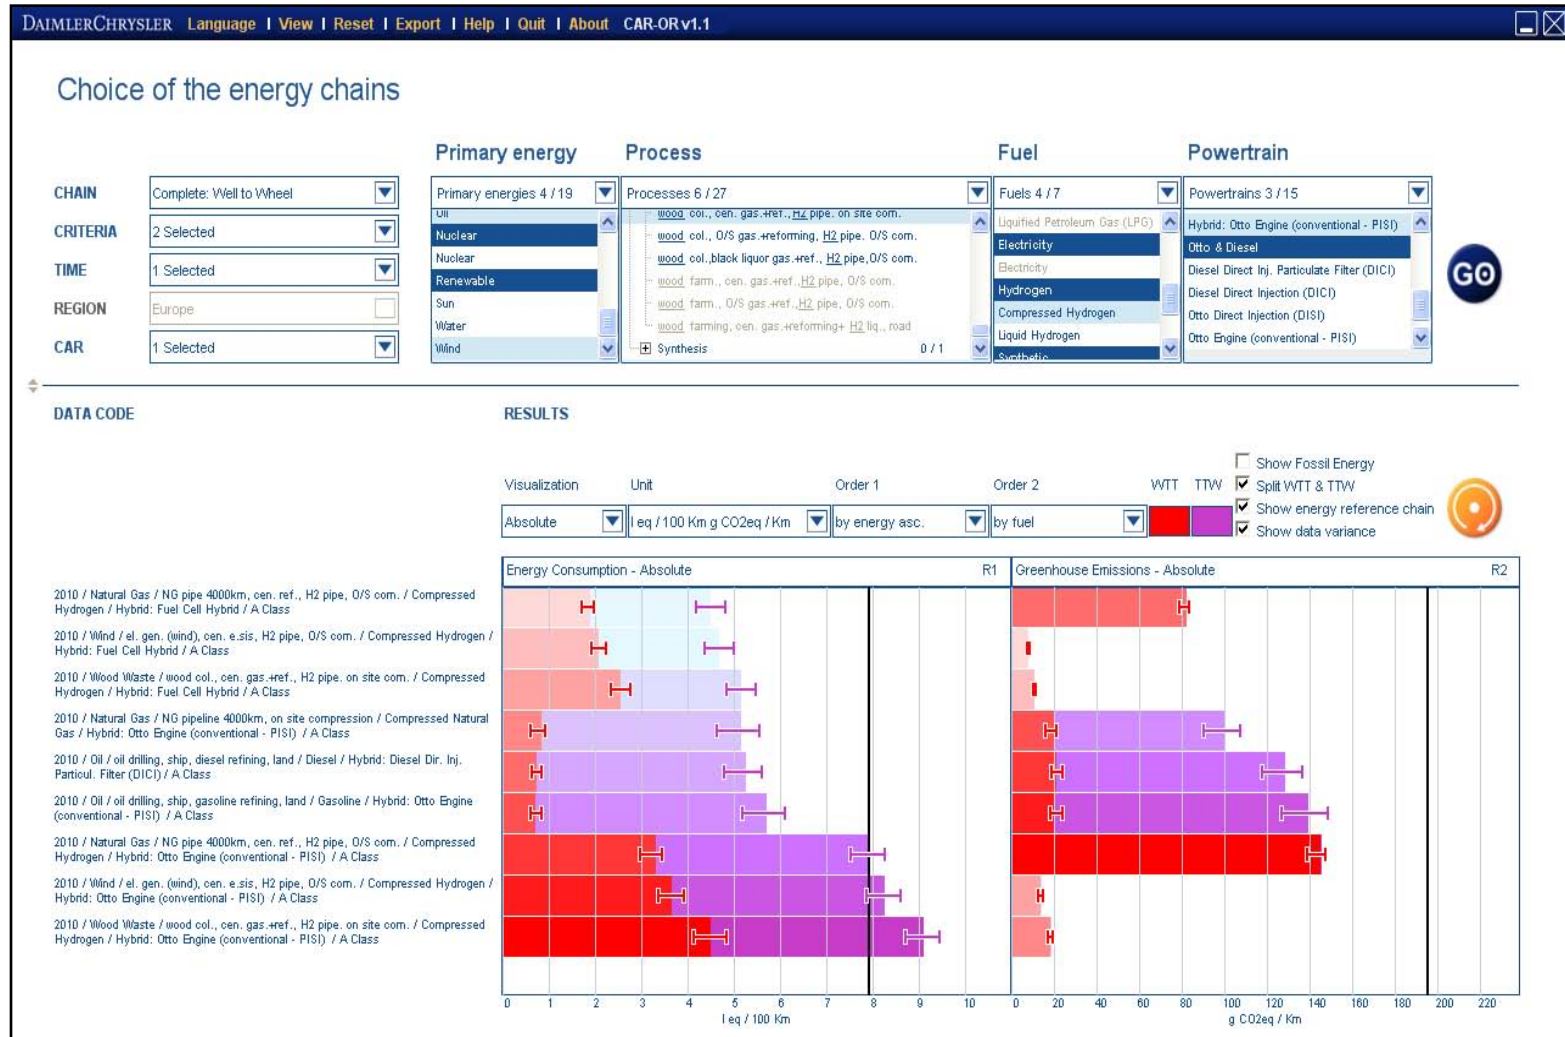 DAIMLERCHRYSLER Language | View | Reset | Export | Help | Quit | About CAR-OR v1.1
Choice of the energy chains
Primary energy Process Fuel Powertrain
CHAIN Complete: Well to Wheel Primary energies 4 / 19 Processes 6 / 27 Fuels 4 / 7 Powertrains 3 / 15
CRITERIA 2 Selected
TIME 1 Selected
REGION Europe
CAR 1 Selected
Oil
Nuclear
Nuclear
Renewable
Sun
Water
Wind
wood col., cen. gas.+ref., H2 pipe. on site com.
wood col., O/S gas.+reforming, H2 pipe. O/S com.
wood col.,black liquor gas.+ref., H2 pipe,O/S com.
wood farm., cen. gas.+ref.,H2 pipe, O/S com.
wood farm., O/S gas.+ref.,H2 pipe, O/S com.
wood farming, cen. gas.+reforming+ H2 liq., road
Synthesis 0 / 1
Liquified Petroleum Gas (LPG)
Electricity
Electricity
Hydrogen
Compressed Hydrogen
Liquid Hydrogen
Synthetic
Hybrid: Otto Engine (conventional - PISI)
Otto & Diesel
Diesel Direct Inj. Particulate Filter (DICI)
Diesel Direct Injection (DICI)
Otto Direct Injection (DISI)
Otto Engine (conventional - PISI)
GO
DATA CODE RESULTS
Visualization Unit Order 1 Order 2 WTT TTW
Absolute l eq / 100 Km g CO2eq / Km by energy asc. by fuel
Show Fossil Energy
Split WTT & TTW
Show energy reference chain
Show data variance
Energy Consumption - Absolute R1 Greenhouse Emissions - Absolute R2
2010 / Natural Gas / NG pipe 4000km, cen. ref., H2 pipe, O/S com. / Compressed
Hydrogen / Hybrid: Fuel Cell Hybrid / A Class
2010 / Wind / el. gen. (wind), cen. e.sis, H2 pipe, O/S com. / Compressed Hydrogen /
Hybrid: Fuel Cell Hybrid / A Class
2010 / Wood Waste / wood col., cen. gas.+ref., H2 pipe. on site com. / Compressed
Hydrogen / Hybrid: Fuel Cell Hybrid / A Class
2010 / Natural Gas / NG pipeline 4000km, on site compression / Compressed Natural
Gas / Hybrid: Otto Engine (conventional - PISI) / A Class
2010 / Oil / oil drilling, ship, diesel refining, land / Diesel / Hybrid: Diesel Dir. Inj.
Particul. Filter (DICI) / A Class
2010 / Oil / oil drilling, ship, gasoline refining, land / Gasoline / Hybrid: Otto Engine
(conventional - PISI) / A Class
2010 / Natural Gas / NG pipe 4000km, cen. ref., H2 pipe, O/S com. / Compressed
Hydrogen / Hybrid: Otto Engine (conventional - PISI) / A Class
2010 / Wind / el. gen. (wind), cen. e.sis, H2 pipe, O/S com. / Compressed Hydrogen /
Hybrid: Otto Engine (conventional - PISI) / A Class
2010 / Wood Waste / wood col., cen. gas.+ref., H2 pipe. on site com. / Compressed
Hydrogen / Hybrid: Otto Engine (conventional - PISI) / A Class
0 1 2 3 4 5 6 7 8 9 10 0 20 40 60 80 100 120 140 160 180 200 220
l eq / 100 Km g CO2eq / Km